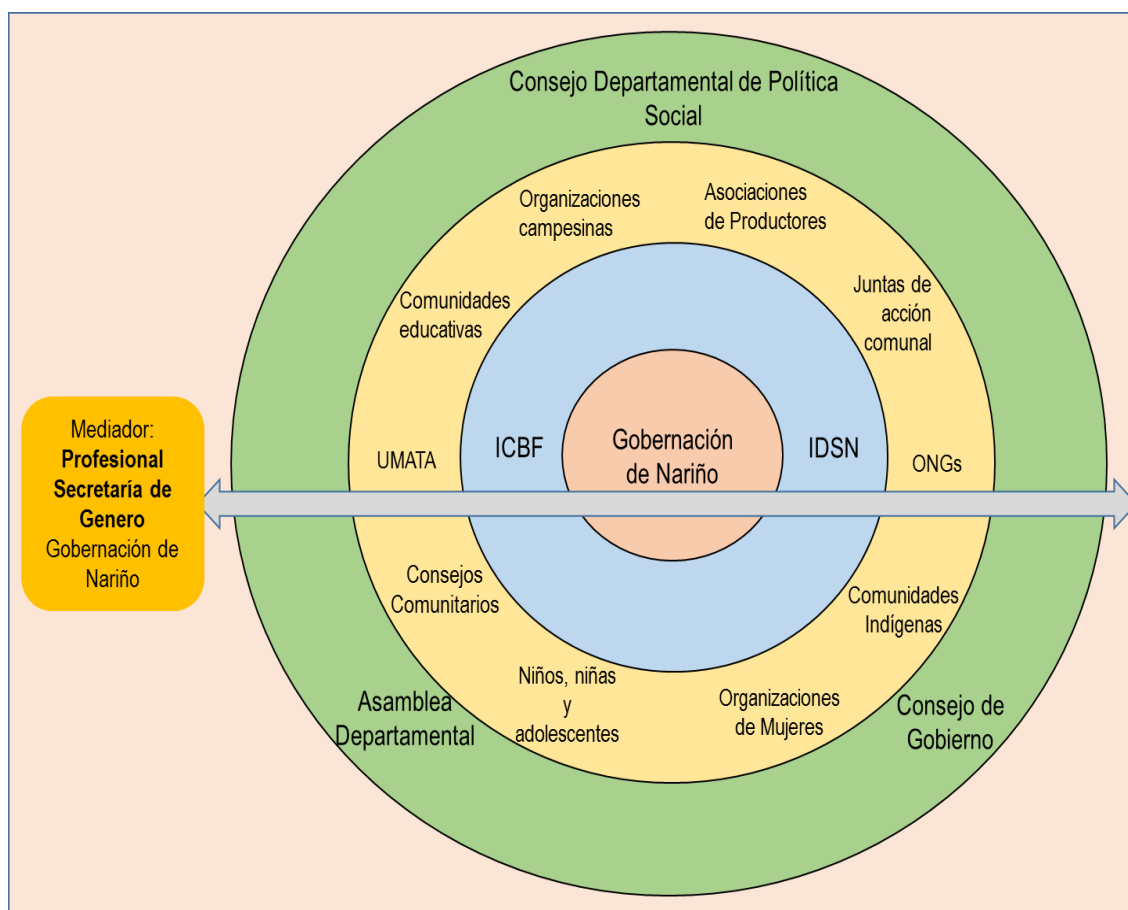 Consejo Departamental de Política
Social
Organizaciones
campesinas
Asociaciones
de Productores
Comunidades
educativas
Juntas de
acción
comunal
Mediador:
Profesional
Secretaría de
Genero
Gobernación de
Nariño
UMATA
ICBF
Gobernación
de Nariño
IDSN
ONGs
Consejos
Comunitarios
Comunidades
Indígenas
Niños, niñas
y
adolescentes
Organizaciones
de Mujeres
Asamblea
Departamental
Consejo de
Gobierno